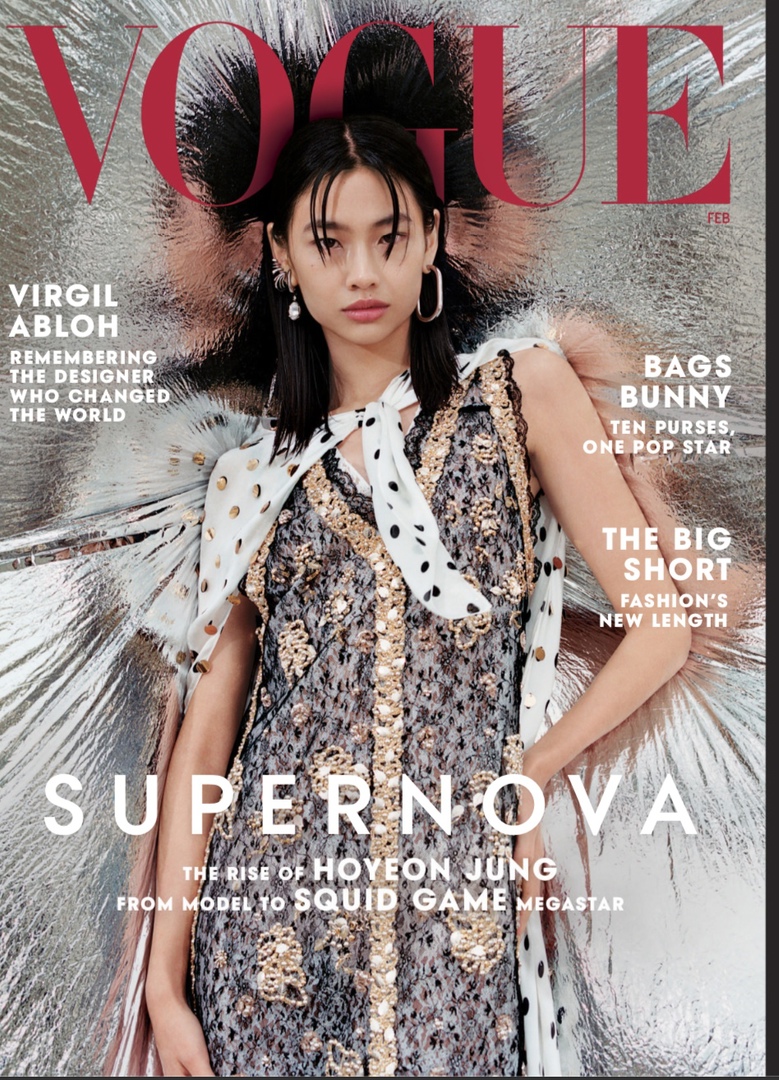 VOGUE
FEB
VIRGIL
ABLOH
REMEMBERING
THE DESIGNER
WHO CHANGED
THE WORLD
BAGS
BUNNY
TEN PURSES,
ONE POP STAR
THE BIG
SHORT
FASHION'S
NEW LENGTH
SUPERNOVA
THE RISE OF HOYEON JUNG
FROM MODEL TO SQUID GAME MEGASTAR